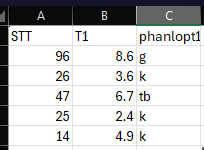 A B C
STT T1 phanlopt1
96 8.6 g
26 3.6 k
47 6.7 tb
25 2.4 k
14 4.9 k